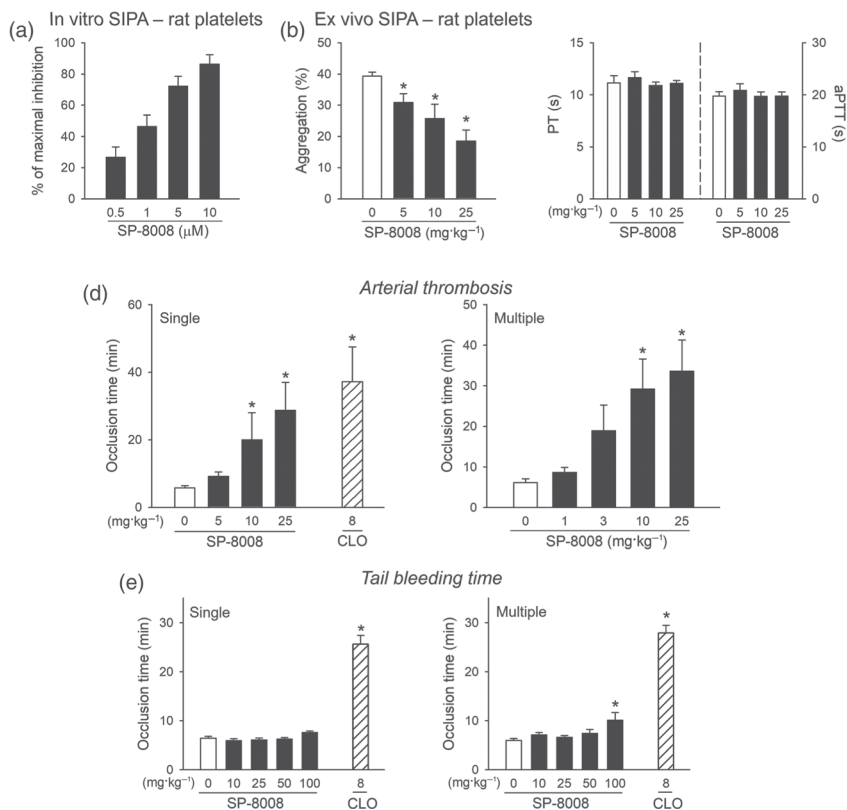 (a) In vitro SIPA – rat platelets
% of maximal inhibition
100
80
60
40
20
0
0.5 1 5 10
SP-8008 (µM)
(b) Ex vivo SIPA – rat platelets
Aggregation (%)
50
40
30
20
10
0
* * *
0 5 10 25
SP-8008 (mg·kg–1)
PT (s)
15
10
5
0
30
20
10
0
aPTT (s)
(mg·kg–1) 0 5 10 25 0 5 10 25
SP-8008 SP-8008
(d) Arterial thrombosis
Single
Occlusion time (min)
60
40
20
0
* * *
(mg·kg–1) 0 5 10 25 8
SP-8008 CLO
Multiple
Occlusion time (min)
50
40
30
20
10
0
* *
0 1 3 10 25
SP-8008 (mg·kg–1)
(e) Tail bleeding time
Single
Occlusion time (min)
30
20
10
0
*
(mg·kg–1) 0 10 25 50 100 8
SP-8008 CLO
Multiple
Occlusion time (min)
30
20
10
0
* *
(mg·kg–1) 0 10 25 50 100 8
SP-8008 CLO